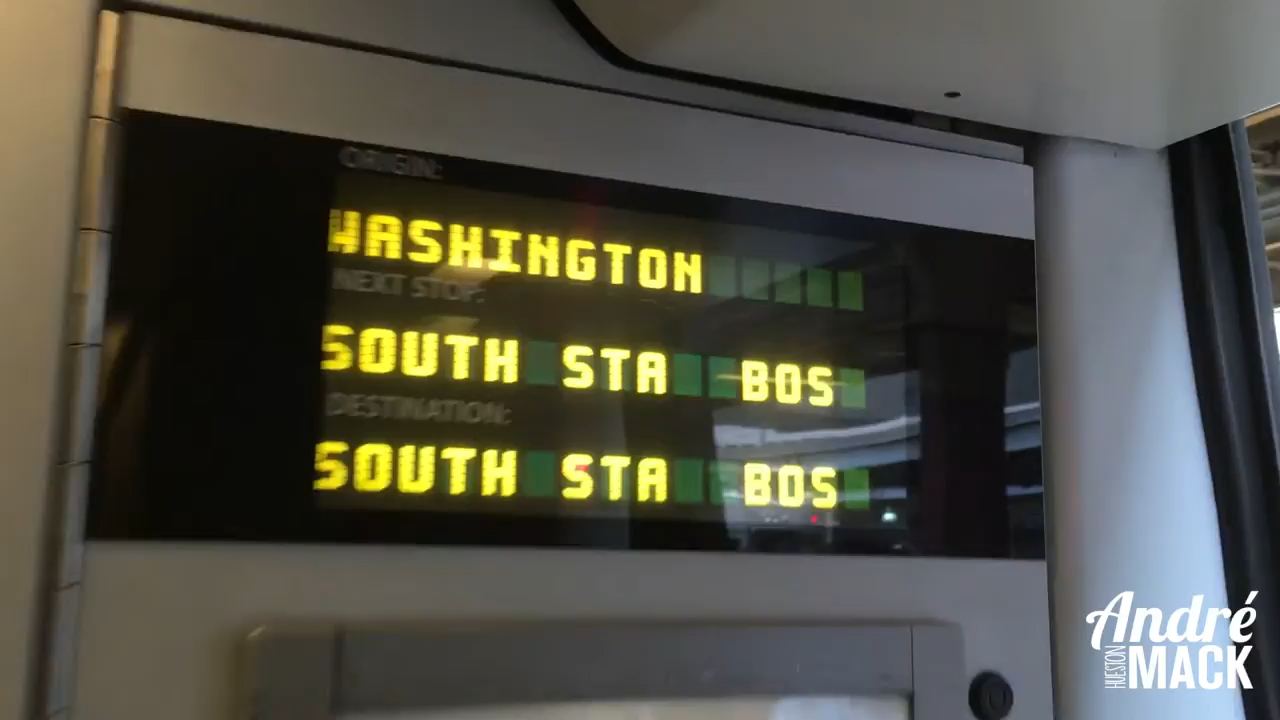 ORIGIN:
WASHINGTON
NEXT STOP:
SOUTH STA BOS
DESTINATION:
SOUTH STA BOS
André
HUESTON
MACK